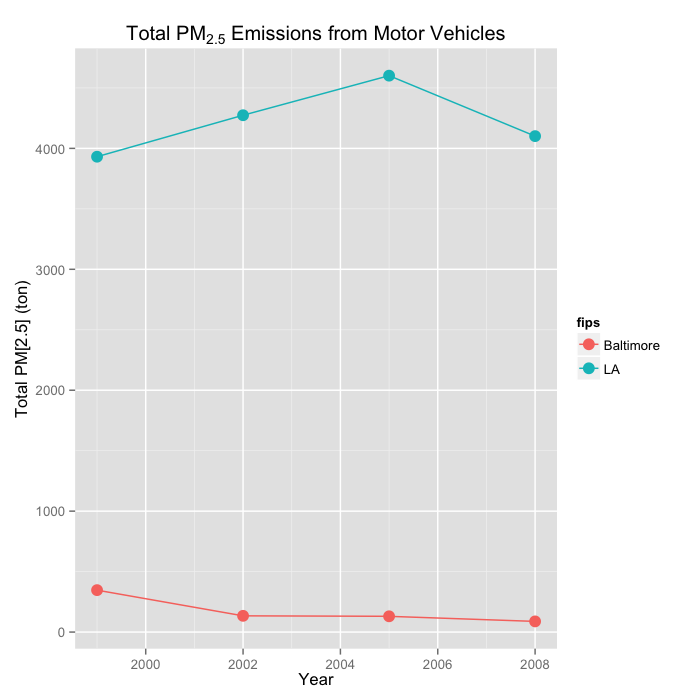 Total PM2.5 Emissions from Motor Vehicles
Total PM[2.5] (ton)
4000
3000
2000
1000
0
2000 2002 2004 2006 2008
Year
fips
Baltimore
LA